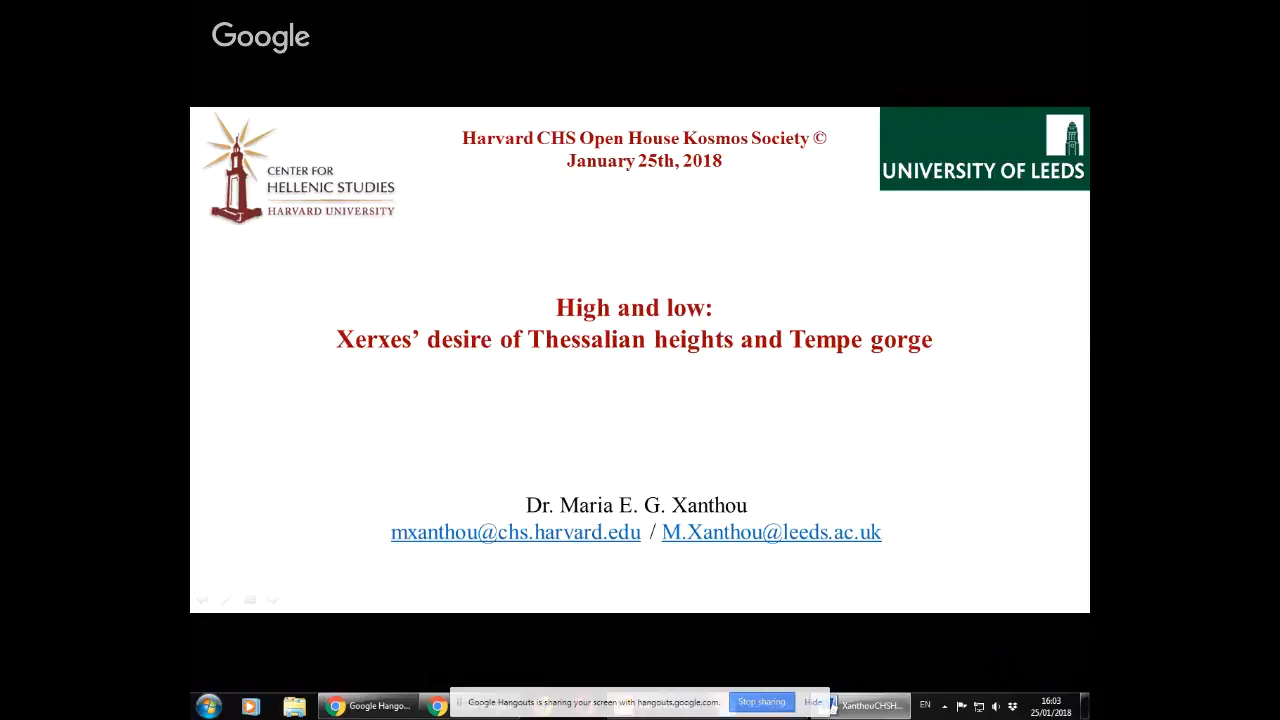 Google
Harvard CHS Open House Kosmos Society ©
January 25th, 2018
CENTER FOR
HELLENIC STUDIES
HARVARD UNIVERSITY
UNIVERSITY OF LEEDS
High and low:
Xerxes’ desire of Thessalian heights and Tempe gorge
Dr. Maria E. G. Xanthou
mxanthou@chs.harvard.edu / M.Xanthou@leeds.ac.uk
Google Hango...
Google Hangouts is sharing your screen with hangouts.google.com.
Stop sharing
Hide
XanthouCHSH...
EN
16:03
25/01/2018